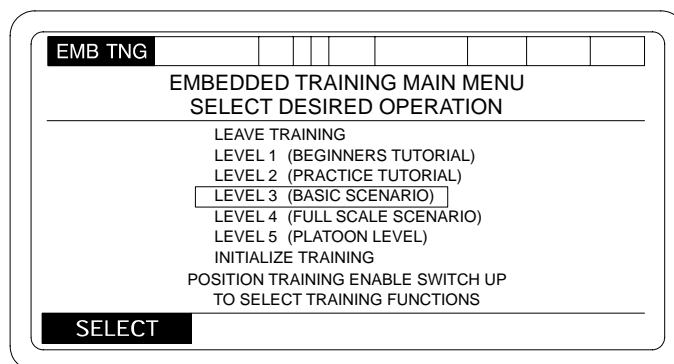 EMB TNG
EMBEDDED TRAINING MAIN MENU
SELECT DESIRED OPERATION
LEAVE TRAINING
LEVEL 1 (BEGINNERS TUTORIAL)
LEVEL 2 (PRACTICE TUTORIAL)
LEVEL 3 (BASIC SCENARIO)
LEVEL 4 (FULL SCALE SCENARIO)
LEVEL 5 (PLATOON LEVEL)
INITIALIZE TRAINING
POSITION TRAINING ENABLE SWITCH UP
TO SELECT TRAINING FUNCTIONS
SELECT